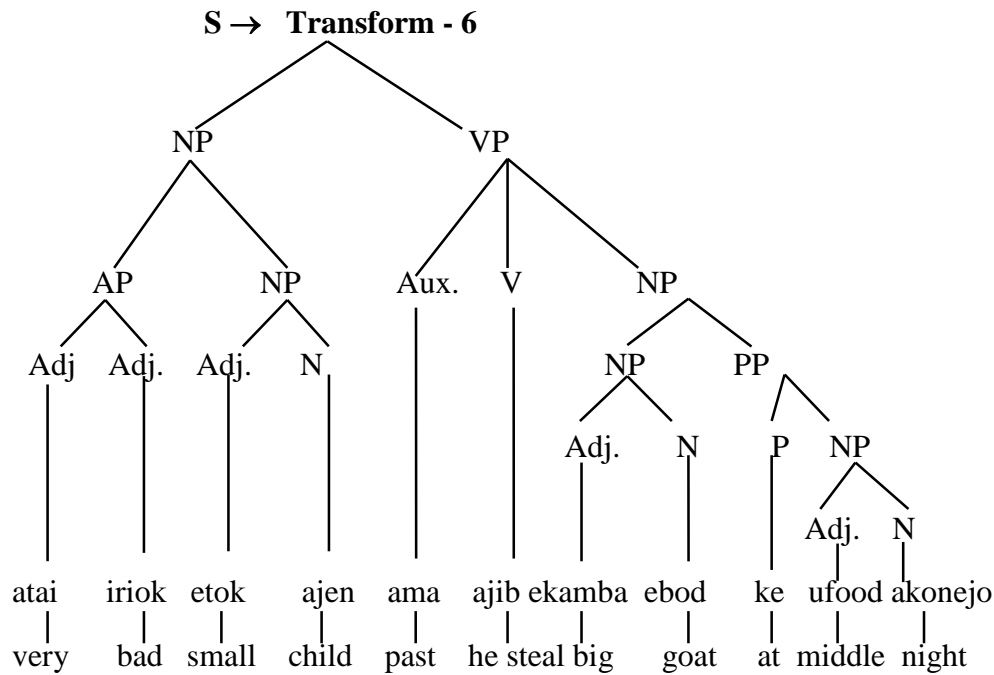 S → Transform - 6
NP VP
AP NP Aux. V NP
Adj Adj. Adj. N NP PP
Adj. N P NP
Adj. N
atai iriok etok ajen ama ajib ekamba ebod ke ufood akonejo
very bad small child past he steal big goat at middle night